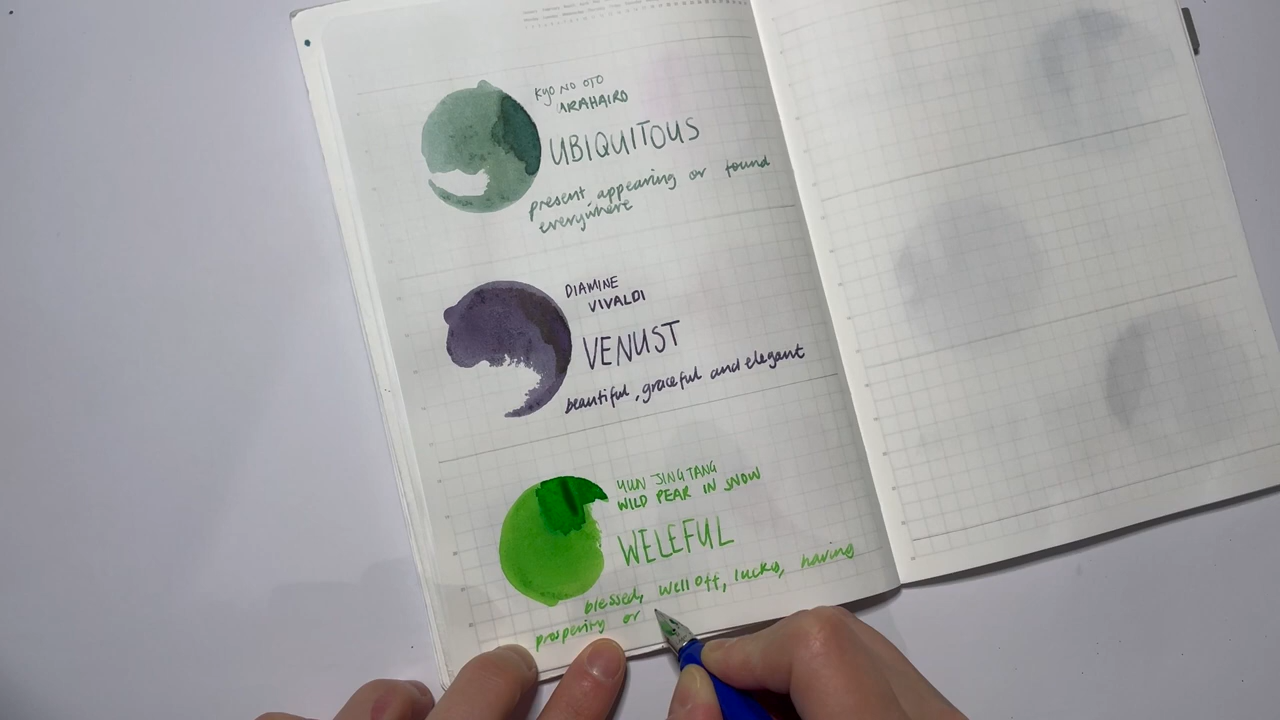 KYO NO OTO
URAHAIRO
UBIQUITOUS
present, appearing or found
everywhere
DIAMINE
VIVALDI
VENUST
beautiful, graceful and elegant
YUN JING TANG
WILD PEAR IN SNOW
WELEFUL
blessed, well off, lucky, having
prosperity or